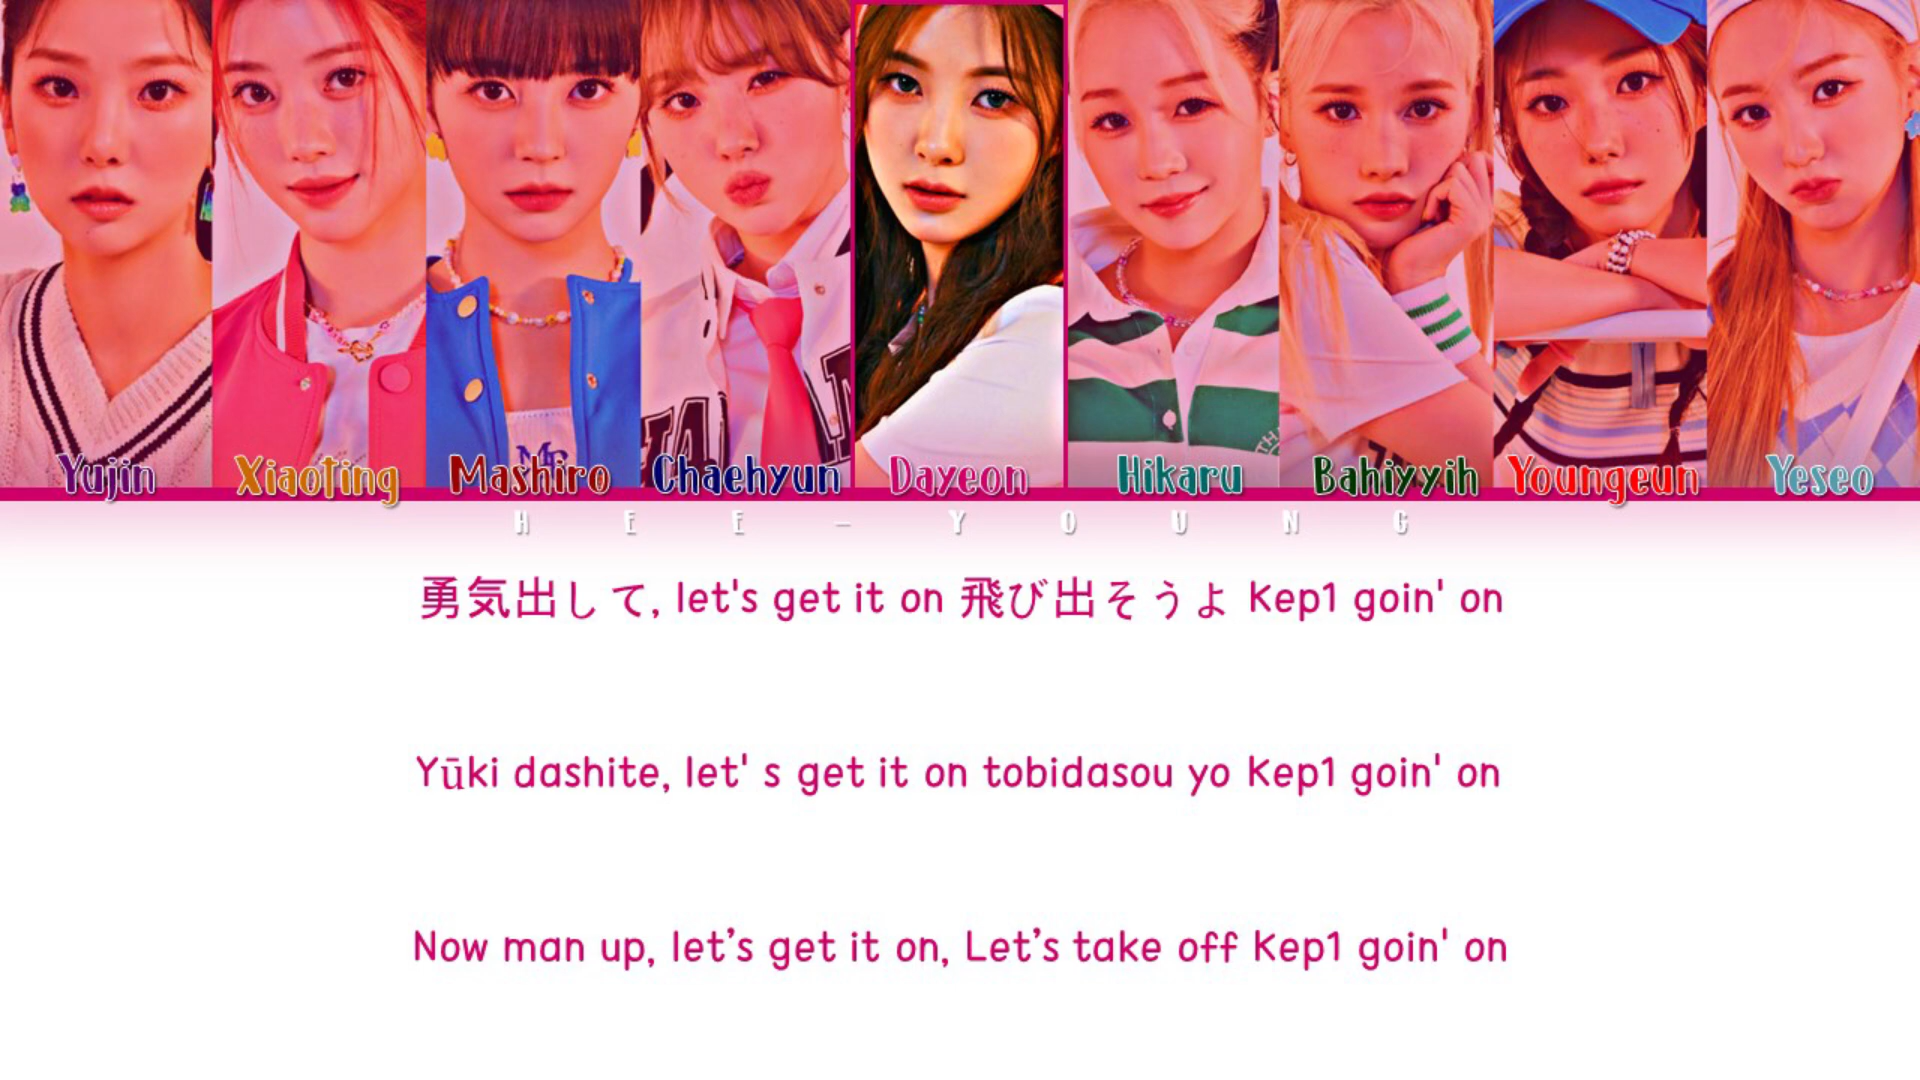 Yujin Xiaoting Mashiro Chaehyun Dayeon Hikaru Bahiyyih Youngeun Yeseo
HEE-YOUNG
勇気出して, let's get it on 飛び出そうよ Kep1 goin' on
Yūki dashite, let' s get it on tobidasou yo Kep1 goin' on
Now man up, let’s get it on, Let’s take off Kep1 goin' on